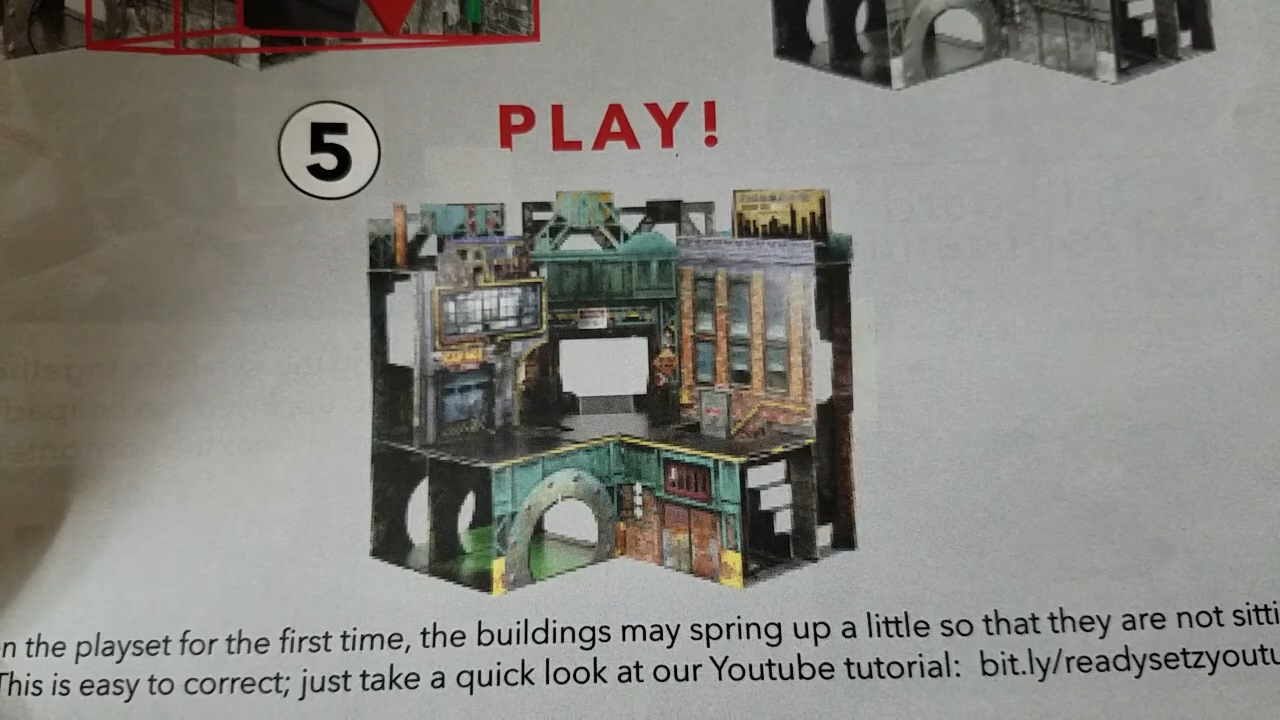 5
PLAY!
n the playset for the first time, the buildings may spring up a little so that they are not sitti
This is easy to correct; just take a quick look at our Youtube tutorial: bit.ly/readysetzyoutu